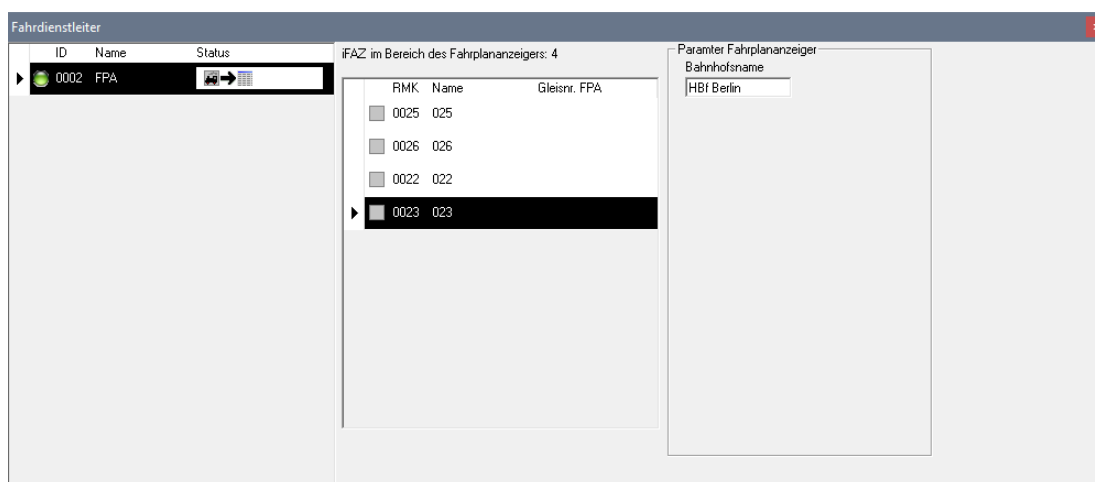 Fahrdienstleiter
ID Name Status
0002 FPA
iFAZ im Bereich des Fahrplananzeigers: 4
RMK Name Gleisnr. FPA
0025 025
0026 026
0022 022
0023 023
Paramter Fahrplananzeiger
Bahnhofsname
HBf Berlin